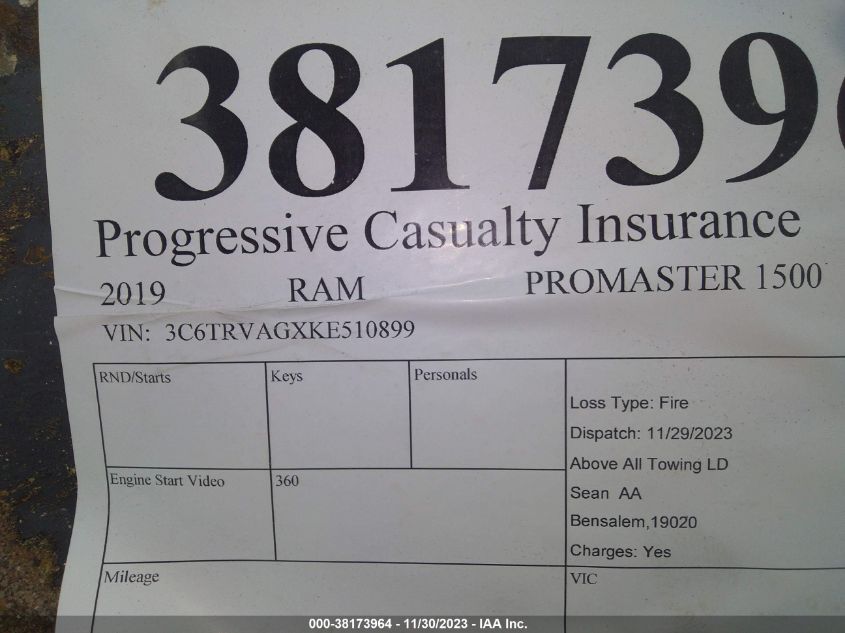 3817396
Progressive Casualty Insurance
2019 RAM PROMASTER 1500
VIN: 3C6TRVAGXKE510899
RND/Starts Keys Personals
Loss Type: Fire
Dispatch: 11/29/2023
Above All Towing LD
Engine Start Video 360
Sean AA
Bensalem,19020
Charges: Yes
Mileage VIC
000-38173964 - 11/30/2023 - IAA Inc.